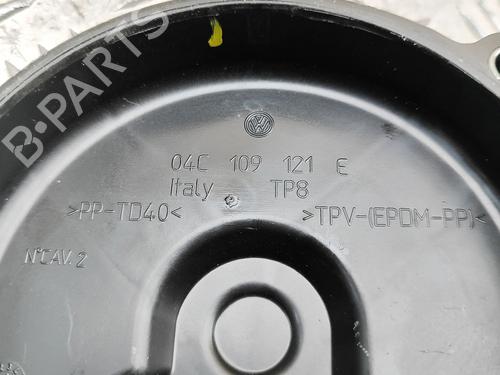 B-PARTS
04C 109 121 E
Italy TP8
>PP-TD40< >TPV-(EPDM-PP)<
N°CAV. 2